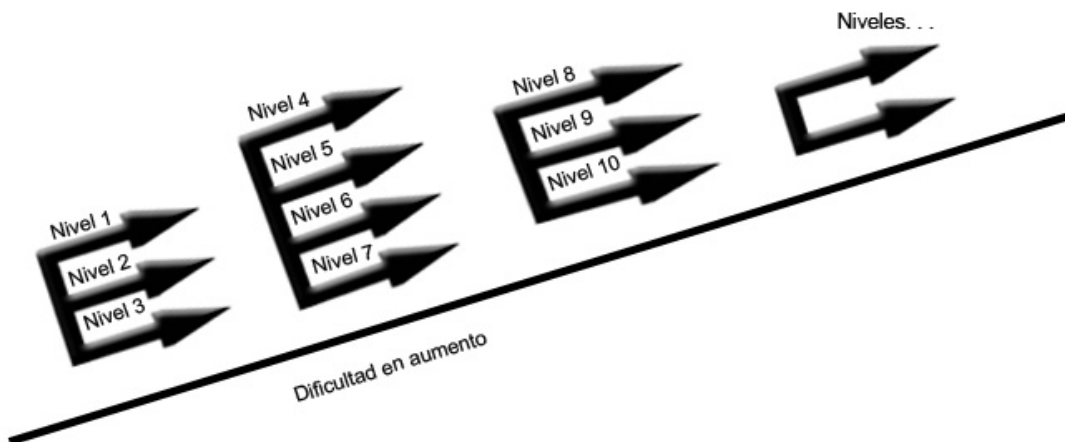 Nivel 1
Nivel 2
Nivel 3
Nivel 4
Nivel 5
Nivel 6
Nivel 7
Nivel 8
Nivel 9
Nivel 10
Niveles. . .
Dificultad en aumento